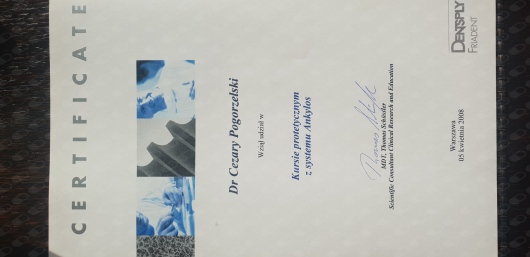 CERTIFICATE
DENTSPLY
FRIADENT
Dr Cezary Pogorzelski
Wziął udział w
Kursie protetycznym
z systemu Ankylos
MDT, Thomas Schleder
Scientific Consultant Clinical Research and Education
Warszawa
05 kwietnia 2008